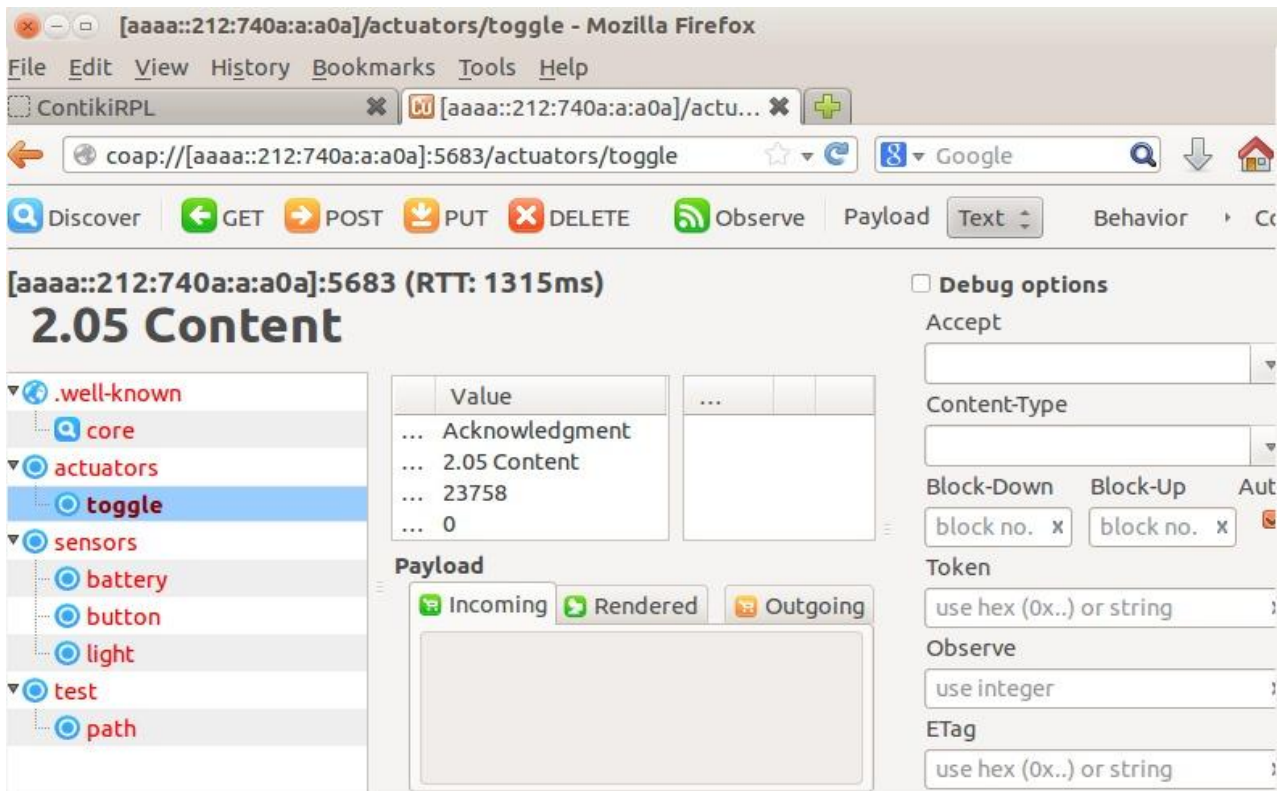 [aaaa::212:740a:a:a0a]/actuators/toggle - Mozilla Firefox
File Edit View History Bookmarks Tools Help
ContikiRPL [aaaa::212:740a:a:a0a]/actu...
coap://[aaaa::212:740a:a:a0a]:5683/actuators/toggle Google
Discover GET POST PUT DELETE Observe Payload Text Behavior Co
[aaaa::212:740a:a:a0a]:5683 (RTT: 1315ms)
2.05 Content
.well-known
core
actuators
toggle
sensors
battery
button
light
test
path
Value ...
... Acknowledgment
... 2.05 Content
... 23758
... 0
Payload
Incoming Rendered Outgoing
Debug options
Accept
Content-Type
Block-Down Block-Up Aut
block no. x block no. x
Token
use hex (0x..) or string
Observe
use integer
ETag
use hex (0x..) or string